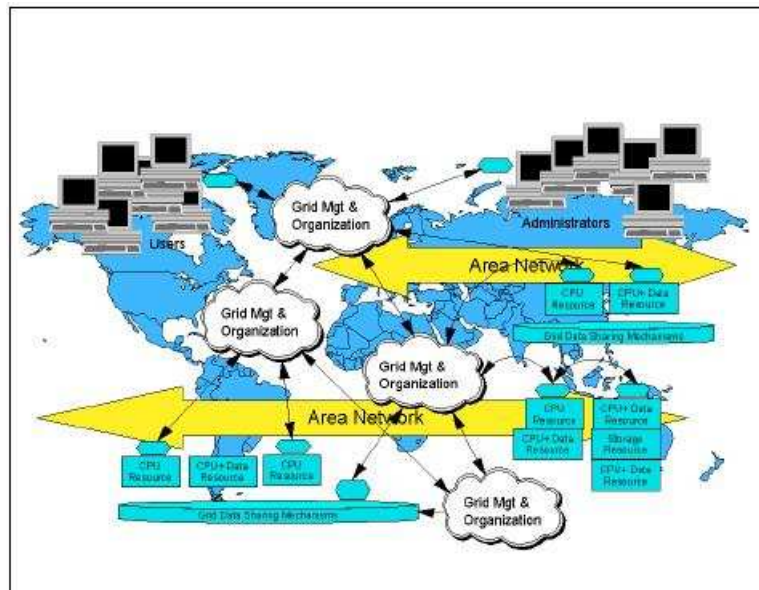 Grid Mgt &
Organization
Users
Administrators
Area Network
CPU
Resource
CPU+ Data
Resource
Grid Data Sharing Mechanisms
Grid Mgt &
Organization
Grid Mgt &
Organization
Area Network
CPU
Resource
CPU+ Data
Resource
CPU+ Data
Resource
Storage
Resource
CPU+ Data
Resource
CPU
Resource
CPU+ Data
Resource
CPU
Resource
Grid Data Sharing Mechanisms
Grid Mgt &
Organization